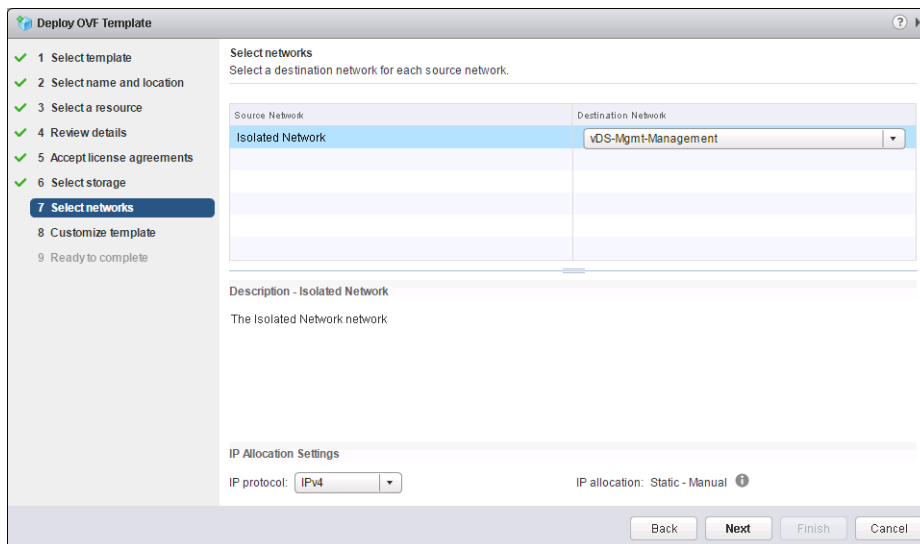 Deploy OVF Template
?
1 Select template
2 Select name and location
3 Select a resource
4 Review details
5 Accept license agreements
6 Select storage
7 Select networks
8 Customize template
9 Ready to complete
Select networks
Select a destination network for each source network.
Source Network Destination Network
Isolated Network vDS-Mgmt-Management
Description - Isolated Network
The Isolated Network network
IP Allocation Settings
IP protocol: IPv4 IP allocation: Static - Manual i
Back Next Finish Cancel